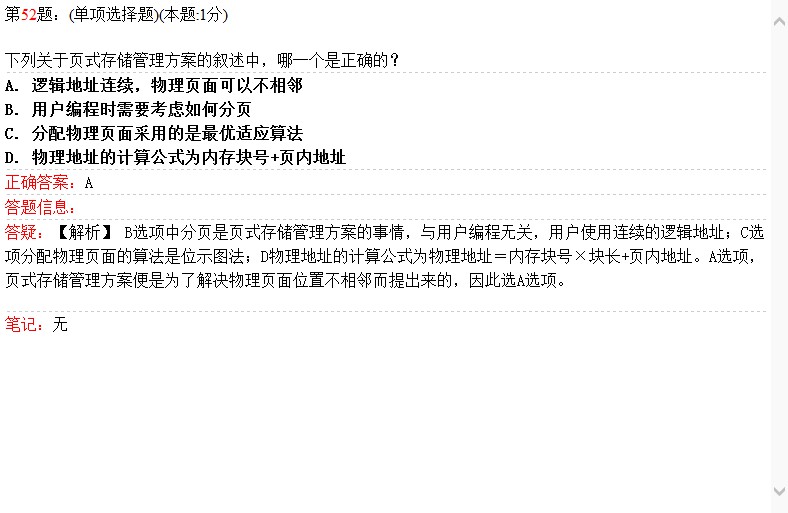 第52题：(单项选择题)(本题:1分)
下列关于页式存储管理方案的叙述中，哪一个是正确的？
A. 逻辑地址连续，物理页面可以不相邻
B. 用户编程时需要考虑如何分页
C. 分配物理页面采用的是最优适应算法
D. 物理地址的计算公式为内存块号+页内地址
正确答案：A
答题信息：
答疑：【解析】 B选项中分页是页式存储管理方案的事情，与用户编程无关，用户使用连续的逻辑地址；C选
项分配物理页面的算法是位示图法；D物理地址的计算公式为物理地址＝内存块号×块长+页内地址。A选项，
页式存储管理方案便是为了解决物理页面位置不相邻而提出来的，因此选A选项。
笔记：无